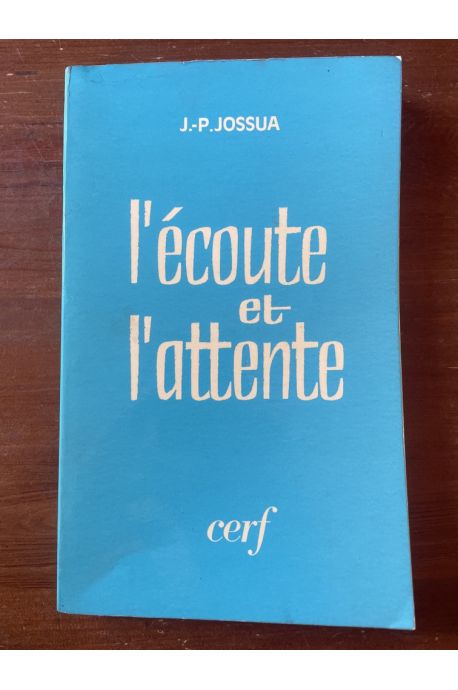 J.-P. JOSSUA
l'écoute
et
l'attente
cerf